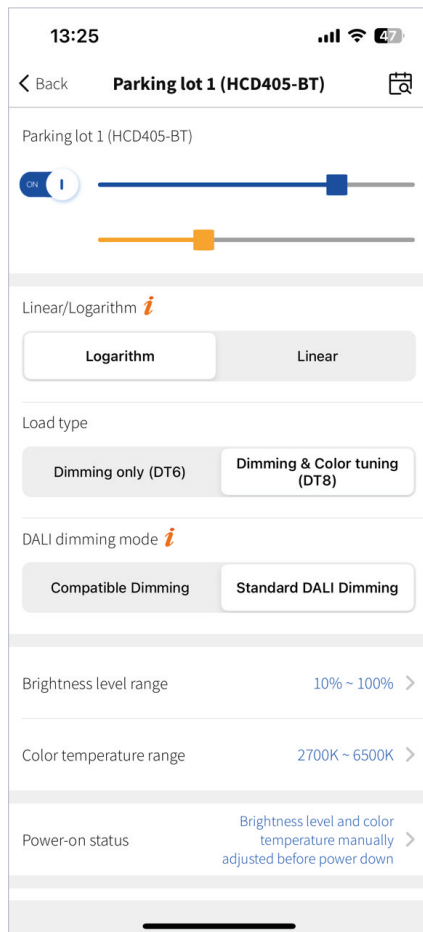 13:25
47
Back
Parking lot 1 (HCD405-BT)
Parking lot 1 (HCD405-BT)
ON
Linear/Logarithm i
Logarithm
Linear
Load type
Dimming only (DT6)
Dimming & Color tuning
(DT8)
DALI dimming mode i
Compatible Dimming
Standard DALI Dimming
Brightness level range
10% ~ 100%
Color temperature range
2700K ~ 6500K
Power-on status
Brightness level and color
temperature manually
adjusted before power down